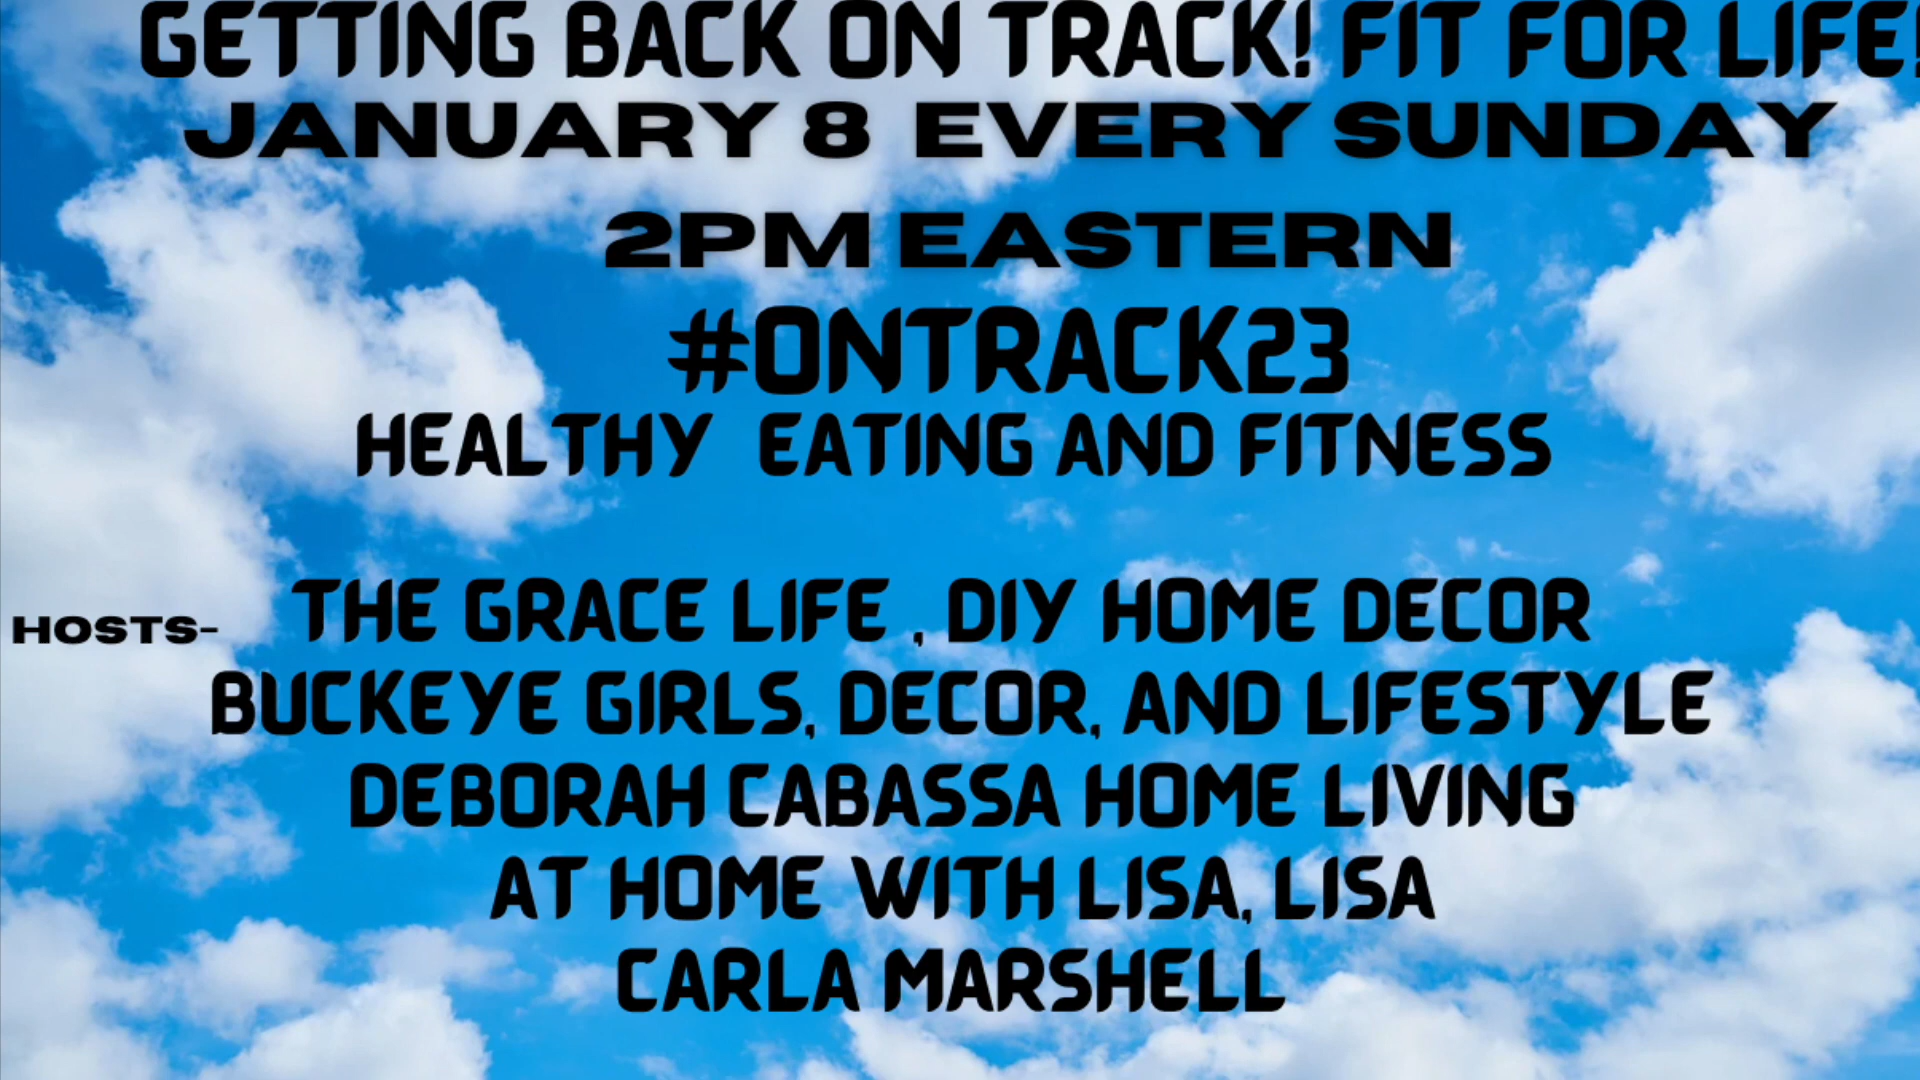 GETTING BACK ON TRACK! FIT FOR LIFE!
JANUARY 8 EVERY SUNDAY
2PM EASTERN
#ONTRACK23
HEALTHY EATING AND FITNESS
HOSTS- THE GRACE LIFE , DIY HOME DECOR
BUCKEYE GIRLS, DECOR, AND LIFESTYLE
DEBORAH CABASSA HOME LIVING
AT HOME WITH LISA, LISA
CARLA MARSHELL